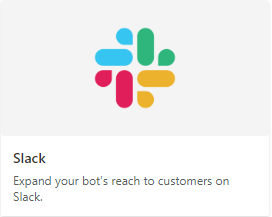 Slack
Expand your bot's reach to customers on
Slack.